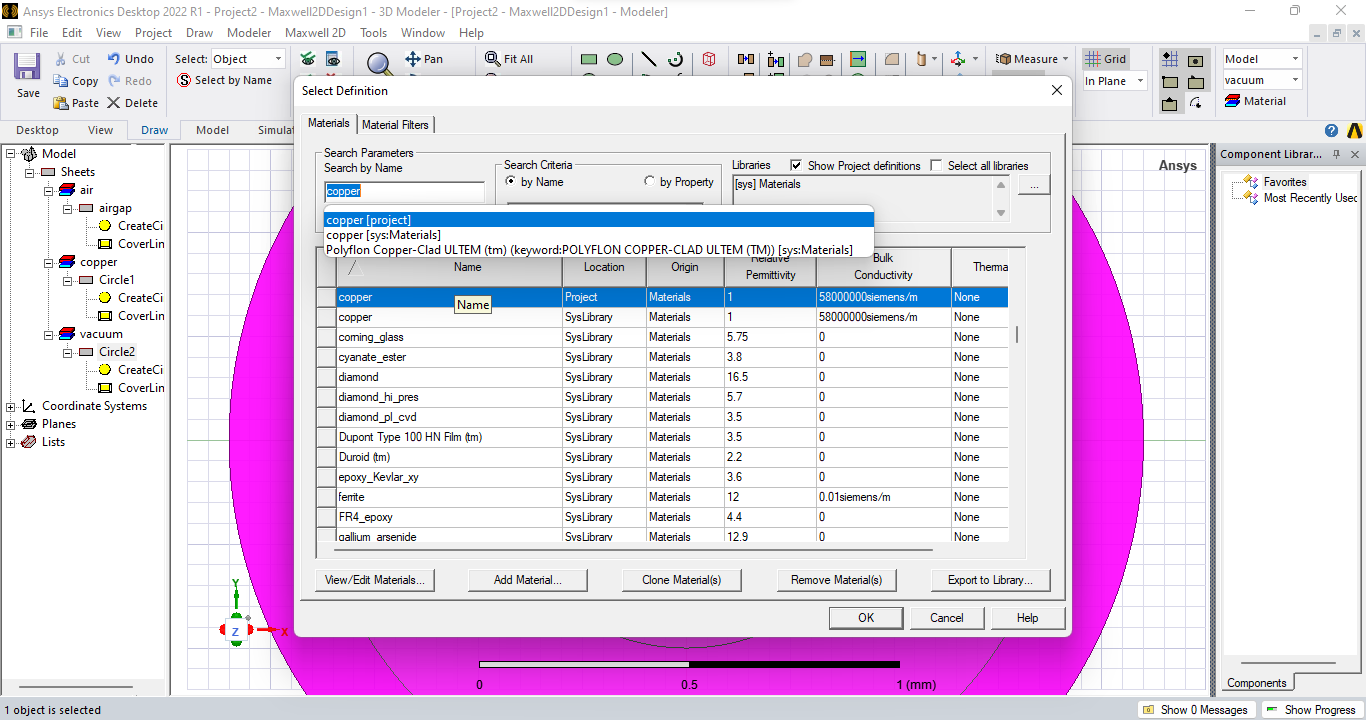 Ansys Electronics Desktop 2022 R1 - Project2 - Maxwell2DDesign1 - 3D Modeler - [Project2 - Maxwell2DDesign1 - Modeler]
File Edit View Project Draw Modeler Maxwell 2D Tools Window Help
Save
Cut
Copy
Paste
Undo
Redo
Delete
Select: Object
Select by Name
Pan
Fit All
Measure
Grid
In Plane
Model
vacuum
Material
Desktop View Draw Model Simulat
Model
Sheets
air
airgap
CreateCi
CoverLin
copper
Circle1
CreateCi
CoverLin
vacuum
Circle2
CreateCi
CoverLin
Coordinate Systems
Planes
Lists
Select Definition
Materials Material Filters
Search Parameters
Search by Name
copper
Search Criteria
by Name by Property
Libraries Show Project definitions Select all libraries
[sys] Materials
...
copper [project]
copper [sys:Materials]
Polyflon Copper-Clad ULTEM (tm) (keyword:POLYFLON COPPER-CLAD ULTEM (TM)) [sys:Materials]
/ Name Location Origin Relative Permittivity Bulk Conductivity Therma
copper Project Materials 1 58000000siemens/m None
Name
copper SysLibrary Materials 1 58000000siemens/m None
corning_glass SysLibrary Materials 5.75 0 None
cyanate_ester SysLibrary Materials 3.8 0 None
diamond SysLibrary Materials 16.5 0 None
diamond_hi_pres SysLibrary Materials 5.7 0 None
diamond_pl_cvd SysLibrary Materials 3.5 0 None
Dupont Type 100 HN Film (tm) SysLibrary Materials 3.5 0 None
Duroid (tm) SysLibrary Materials 2.2 0 None
epoxy_Kevlar_xy SysLibrary Materials 3.6 0 None
ferrite SysLibrary Materials 12 0.01siemens/m None
FR4_epoxy SysLibrary Materials 4.4 0 None
gallium_arsenide SysLibrary Materials 12.9 0 None
View/Edit Materials... Add Material... Clone Material(s) Remove Material(s) Export to Library...
OK Cancel Help
Ansys
Y
Z
X
0 0.5 1 (mm)
Component Librar...
Favorites
Most Recently Used
Components
1 object is selected
Show 0 Messages Show Progress